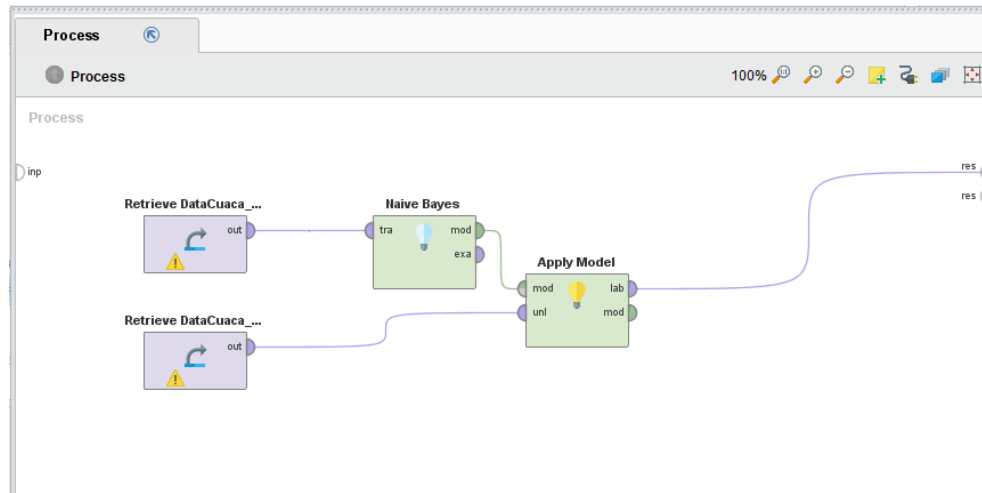 Process
Process
100%
Process
inp
res
res
Retrieve DataCuaca_...
out
Naive Bayes
tra
mod
exa
Apply Model
mod
lab
unl
mod
Retrieve DataCuaca_...
out